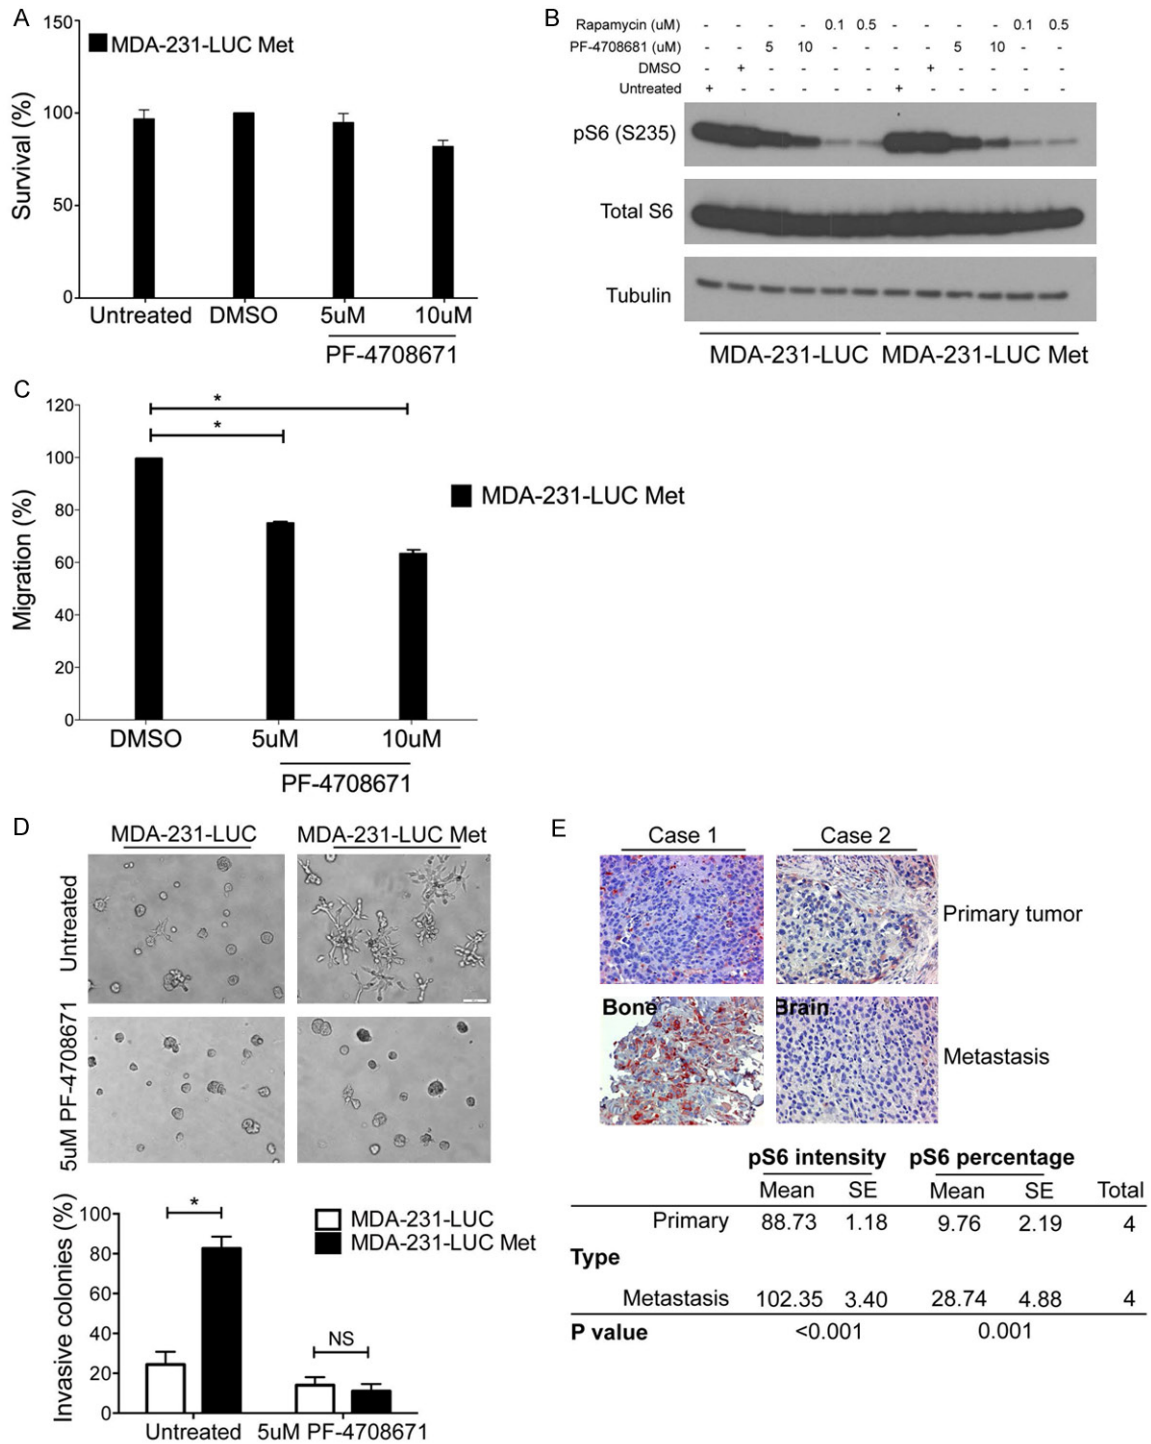 A
150
MDA-231-LUC Met
100
50
0
Survival (%)
Untreated DMSO 5uM 10uM
PF-4708671
B
Rapamycin (uM) - - - - 0.1 0.5 - - - - 0.1 0.5
PF-4708681 (uM) - - 5 10 - - - - 5 10 - -
DMSO - + - - - - - + - - - -
Untreated + - - - - - + - - - - -
pS6 (S235)
Total S6
Tubulin
MDA-231-LUC MDA-231-LUC Met
C
120
100
80
60
40
20
0
Migration (%)
*
*
MDA-231-LUC Met
DMSO 5uM 10uM
PF-4708671
D
MDA-231-LUC MDA-231-LUC Met
Untreated
5uM PF-4708671
100
80
60
40
20
0
Invasive colonies (%)
*
NS
MDA-231-LUC
MDA-231-LUC Met
Untreated 5uM PF-4708671
E
Case 1 Case 2
Primary tumor
Bone Brain
Metastasis
pS6 intensity pS6 percentage
Mean SE Mean SE Total
Primary 88.73 1.18 9.76 2.19 4
Type
Metastasis 102.35 3.40 28.74 4.88 4
P value <0.001 0.001